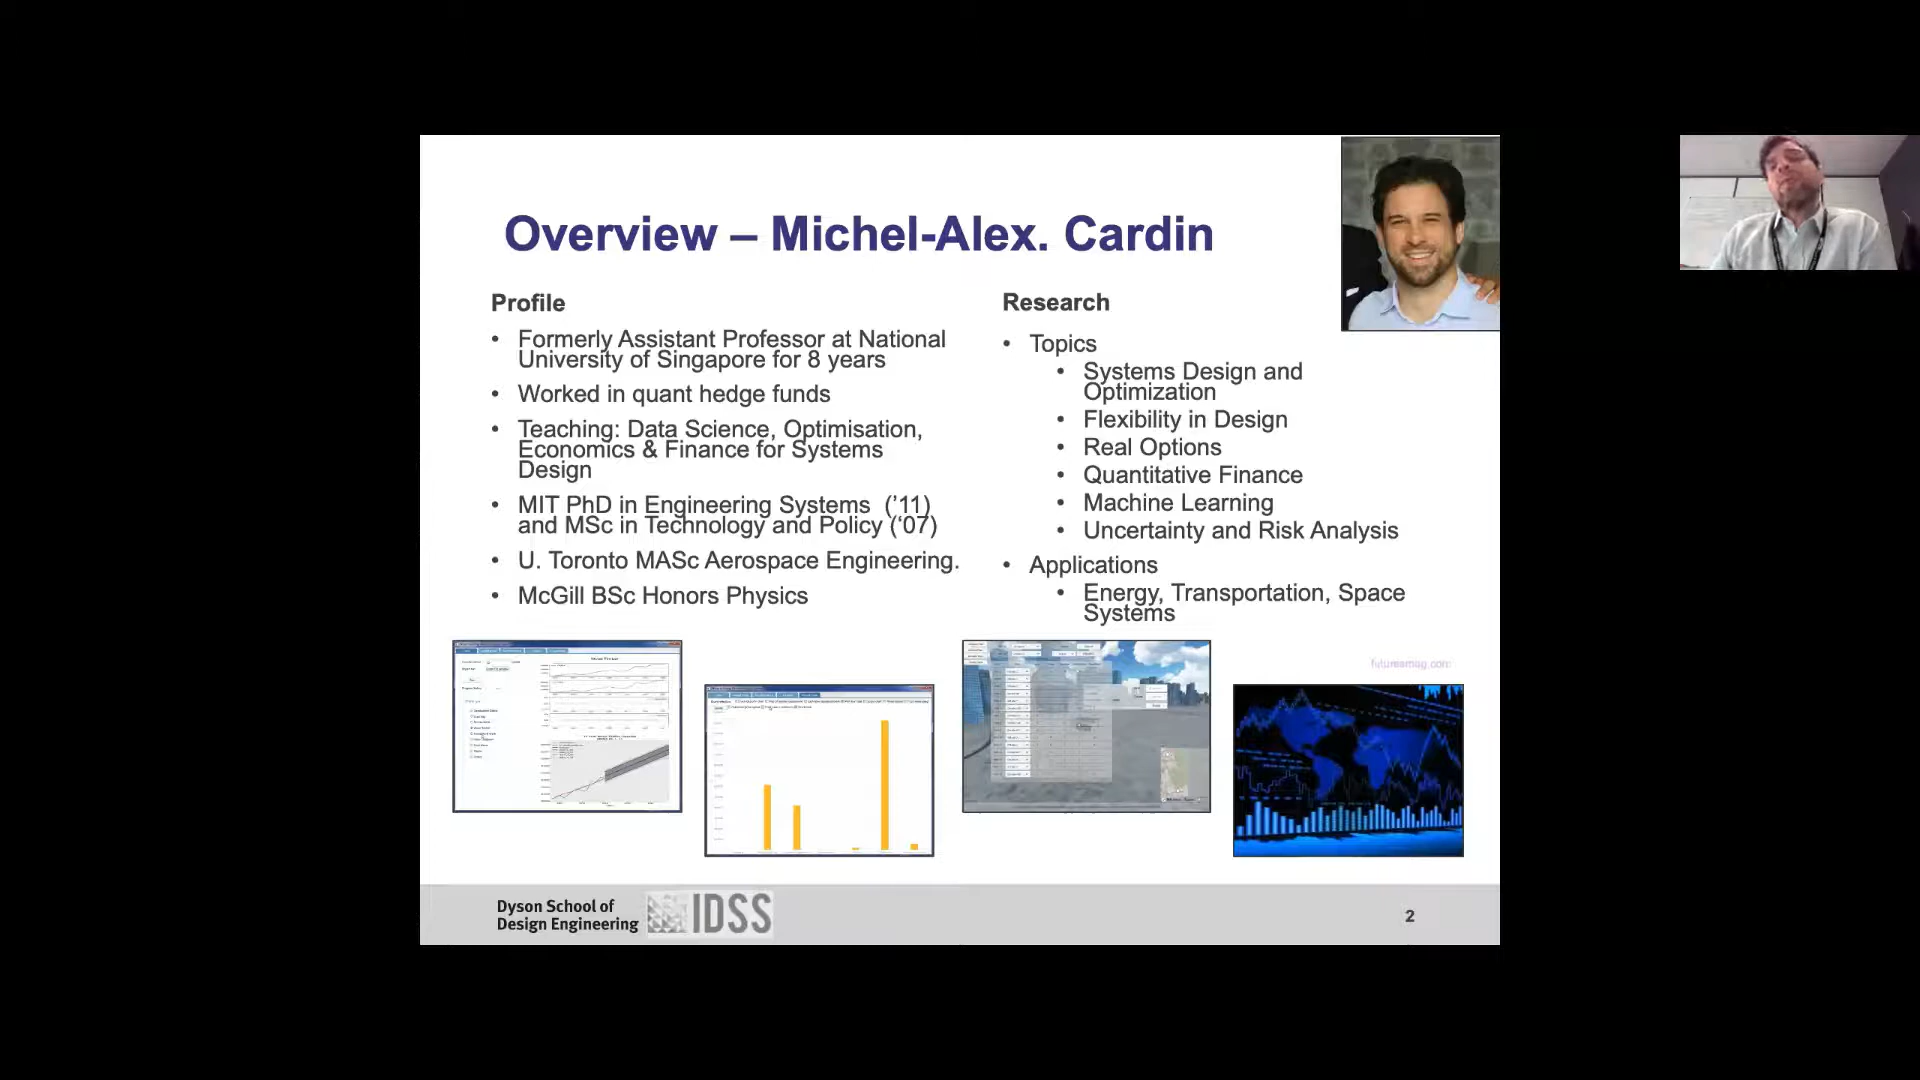 Overview – Michel-Alex. Cardin
Profile
• Formerly Assistant Professor at National
University of Singapore for 8 years
• Worked in quant hedge funds
• Teaching: Data Science, Optimisation,
Economics & Finance for Systems
Design
• MIT PhD in Engineering Systems (’11)
and MSc in Technology and Policy (‘07)
• U. Toronto MASc Aerospace Engineering.
• McGill BSc Honors Physics
Research
• Topics
• Systems Design and
Optimization
• Flexibility in Design
• Real Options
• Quantitative Finance
• Machine Learning
• Uncertainty and Risk Analysis
• Applications
• Energy, Transportation, Space
Systems
futuresmag.com
Dyson School of
Design Engineering
IDSS
2